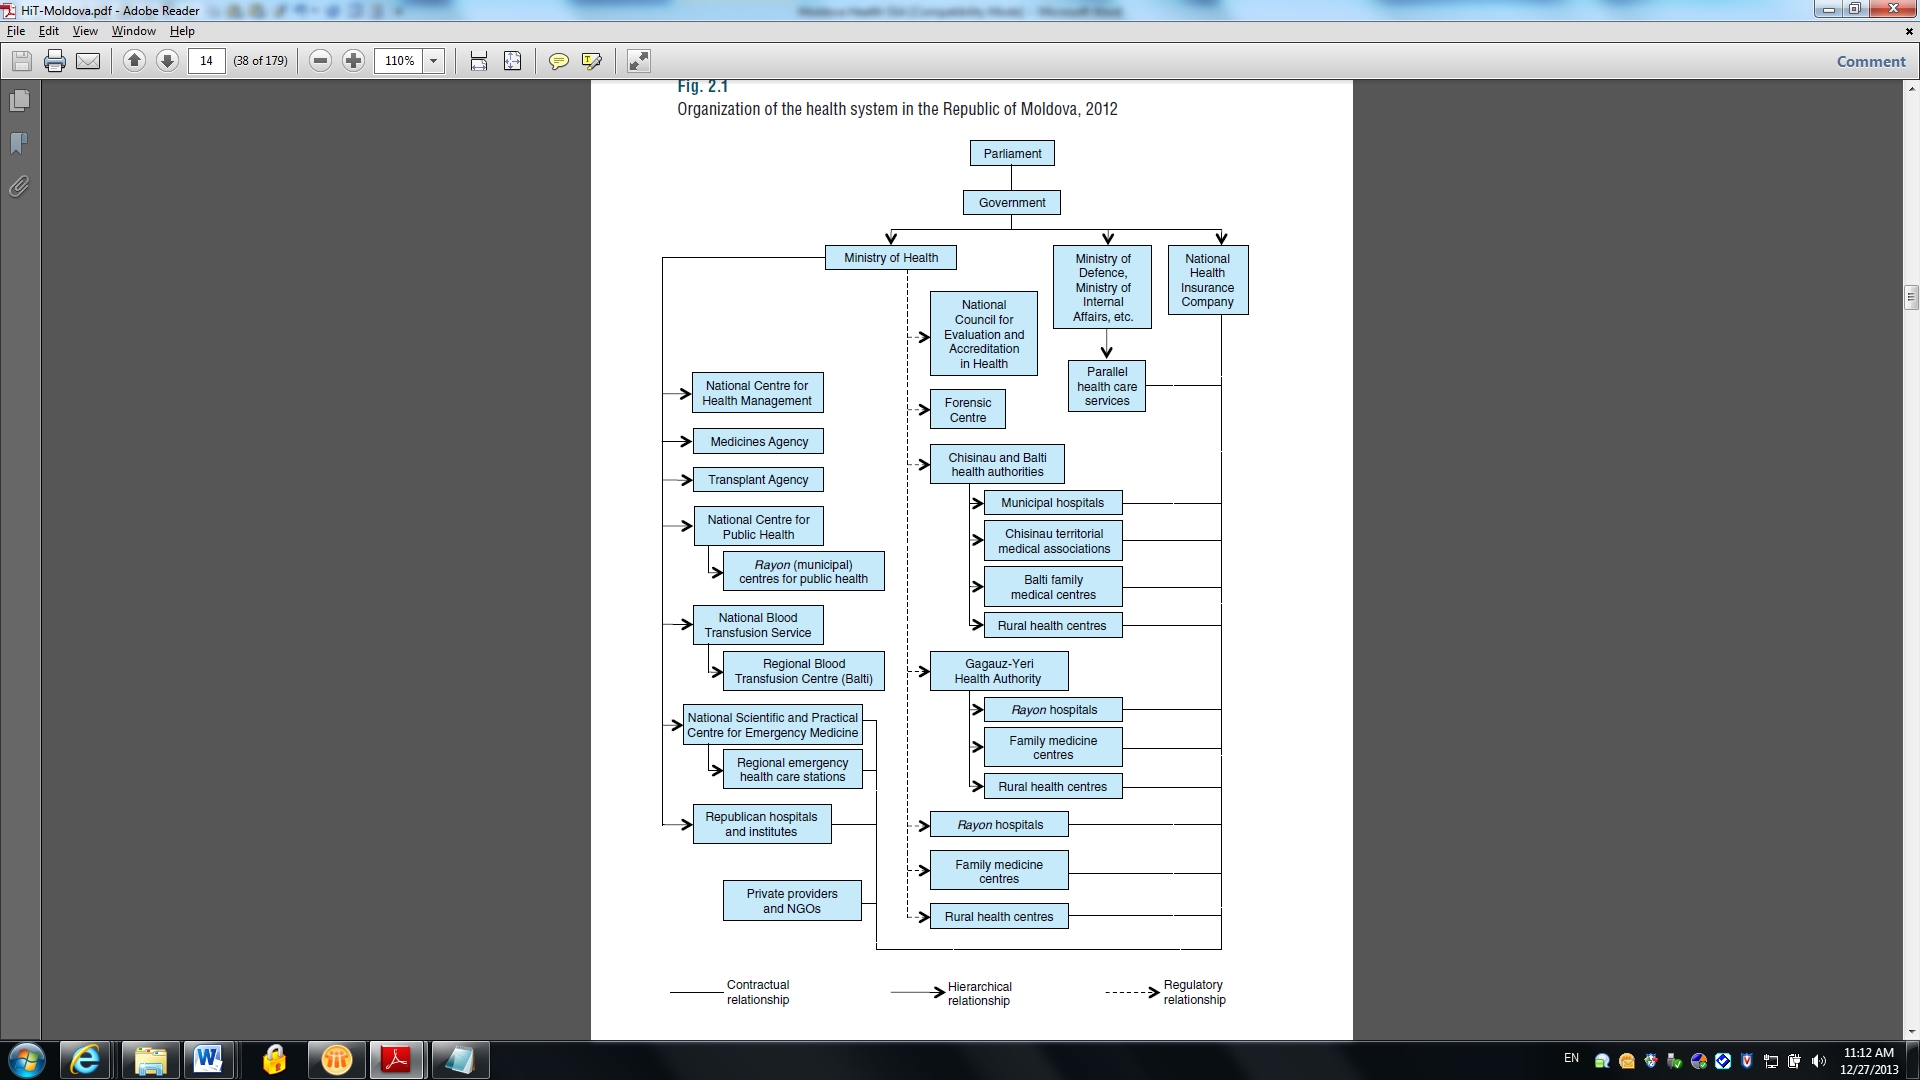 HiT-Moldova.pdf - Adobe Reader
File Edit View Window Help
14 (38 of 179) 110% Comment
Fig. 2.1
Organization of the health system in the Republic of Moldova, 2012
Parliament
Government
Ministry of Health
Ministry of
Defence,
Ministry of
Internal
Affairs, etc.
National
Health
Insurance
Company
National
Council for
Evaluation and
Accreditation
in Health
Parallel
health care
services
National Centre for
Health Management
Forensic
Centre
Medicines Agency
Chisinau and Balti
health authorities
Transplant Agency
Municipal hospitals
National Centre for
Public Health
Chisinau territorial
medical associations
Rayon (municipal)
centres for public health
Balti family
medical centres
National Blood
Transfusion Service
Rural health centres
Regional Blood
Transfusion Centre (Balti)
Gagauz-Yeri
Health Authority
National Scientific and Practical
Centre for Emergency Medicine
Rayon hospitals
Family medicine
centres
Regional emergency
health care stations
Rural health centres
Republican hospitals
and institutes
Rayon hospitals
Family medicine
centres
Private providers
and NGOs
Rural health centres
Contractual
relationship
Hierarchical
relationship
Regulatory
relationship
EN
11:12 AM
12/27/2013